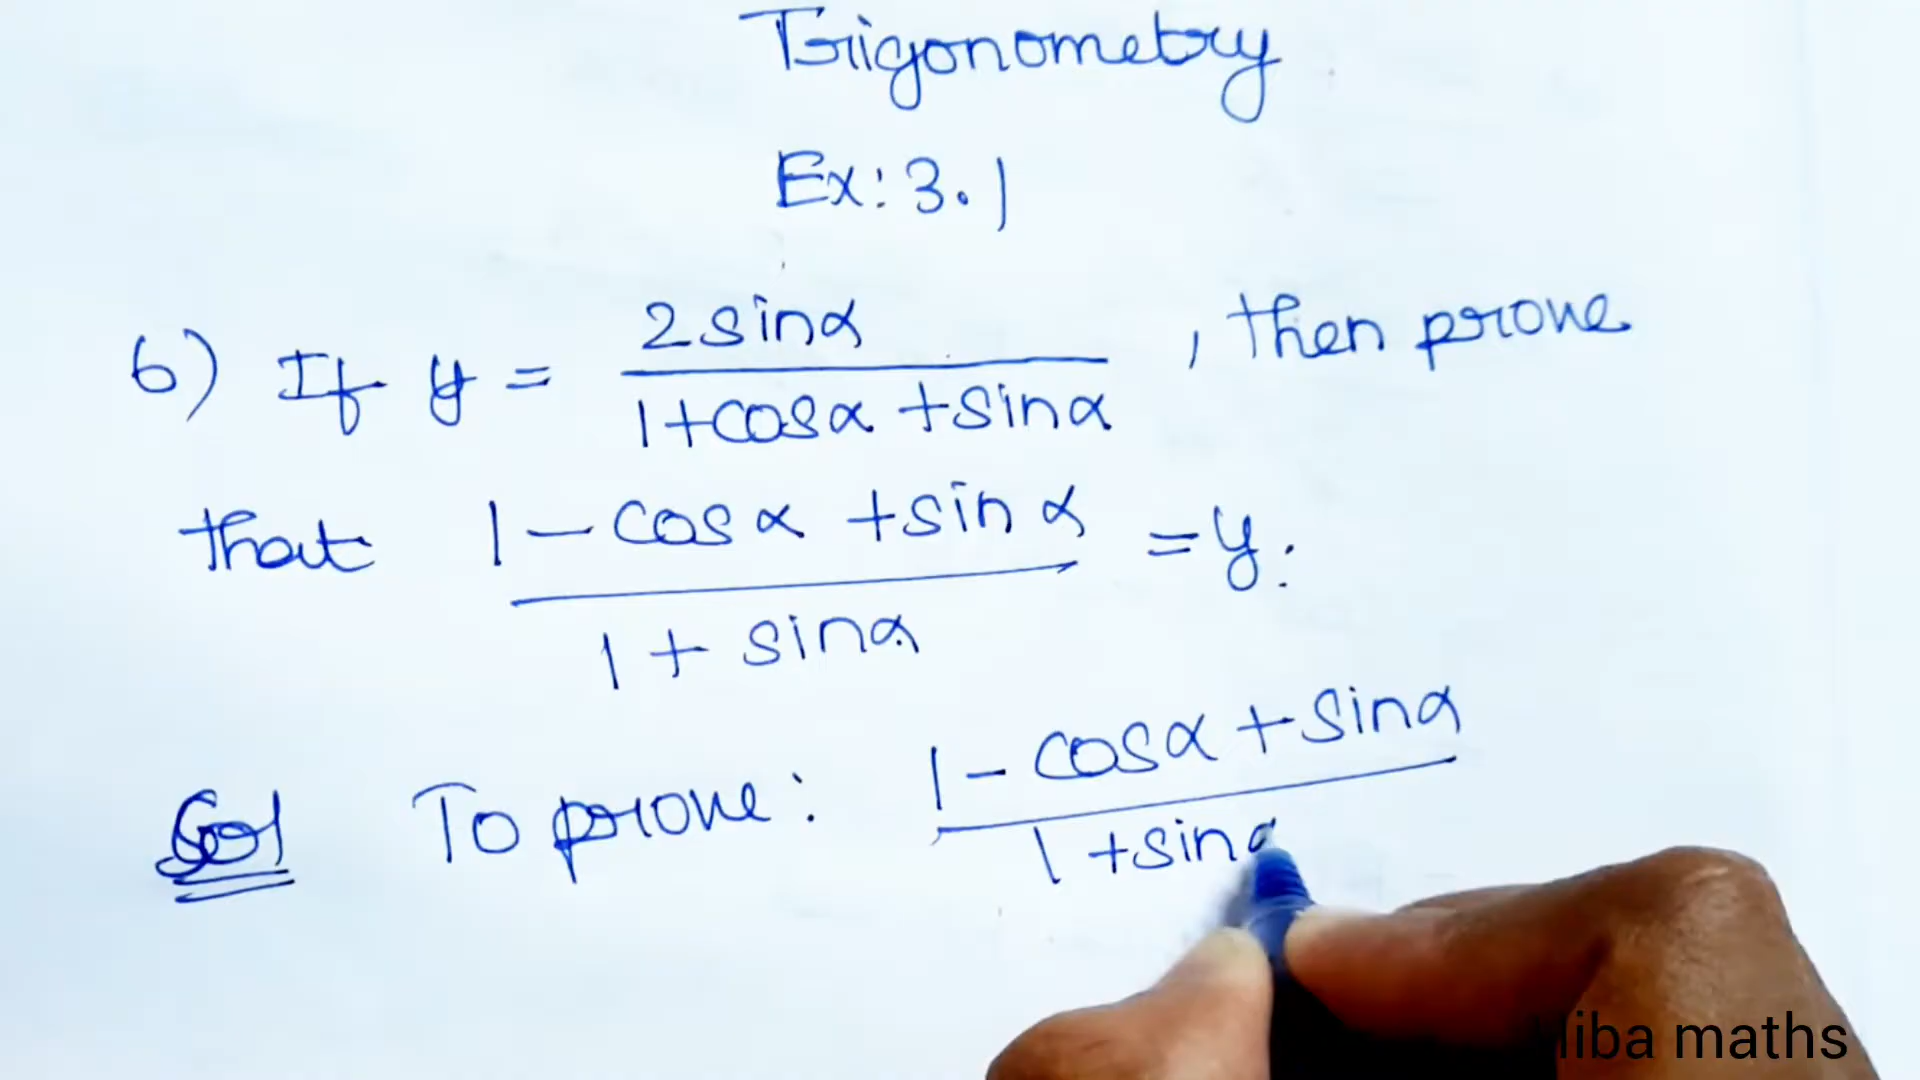 Trigonometry
Ex: 3.1
6) If y = 2sinα / 1+cosα +sinα , then prove
that 1 - cosα +sinα / 1 + sinα = y.
Sol To prove: 1 - cosα + sinα / 1 +sinα
Hiba maths